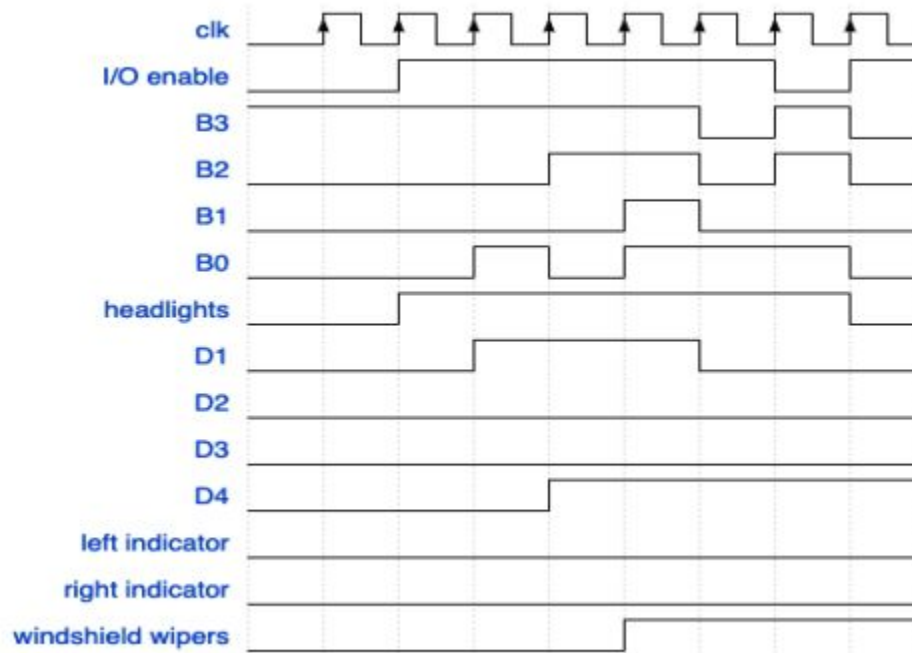 clk
I/O enable
B3
B2
B1
B0
headlights
D1
D2
D3
D4
left indicator
right indicator
windshield wipers